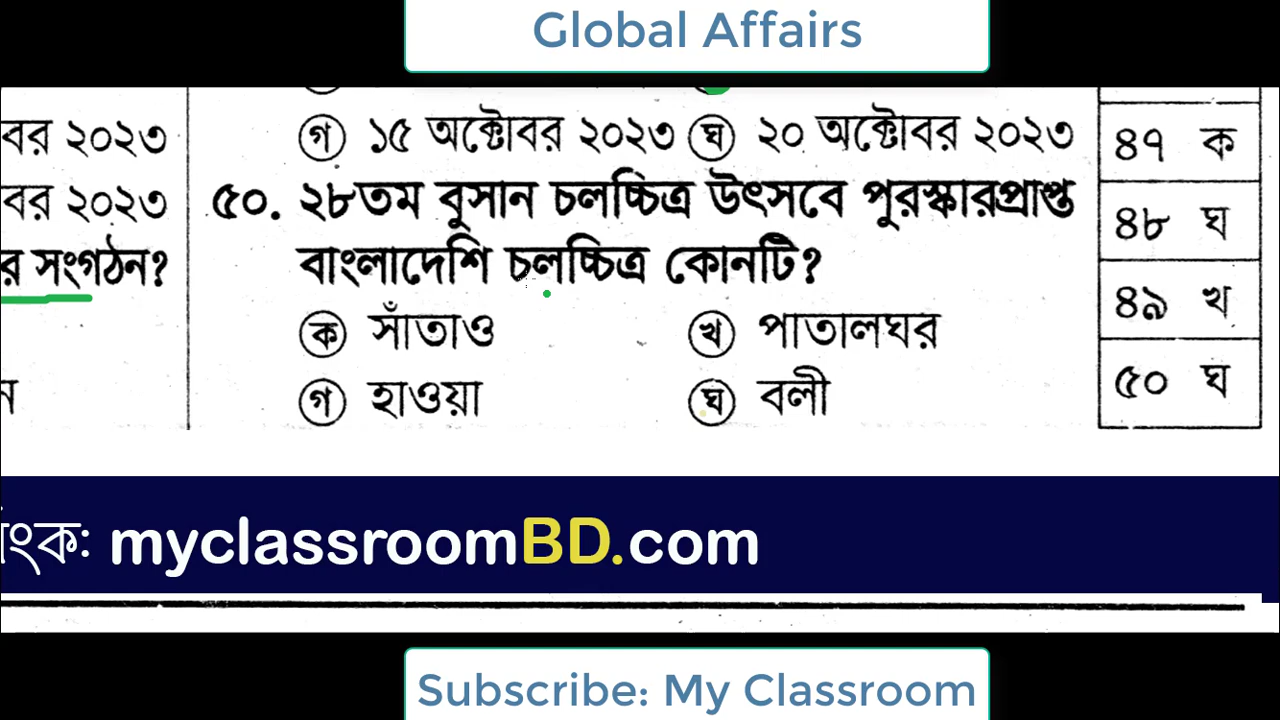 Global Affairs
বর ২০২৩
বর ২০২৩
র সংগঠন?
ন
গ ১৫ অক্টোবর ২০২৩ ঘ ২০ অক্টোবর ২০২৩
৫০. ২৮তম বুসান চলচ্চিত্র উৎসবে পুরস্কারপ্রাপ্ত
বাংলাদেশি চলচ্চিত্র কোনটি?
ক সাঁতাও খ পাতালঘর
গ হাওয়া ঘ বলী
৪৭ ক
৪৮ ঘ
৪৯ খ
৫০ ঘ
ংক: myclassroomBD.com
Subscribe: My Classroom